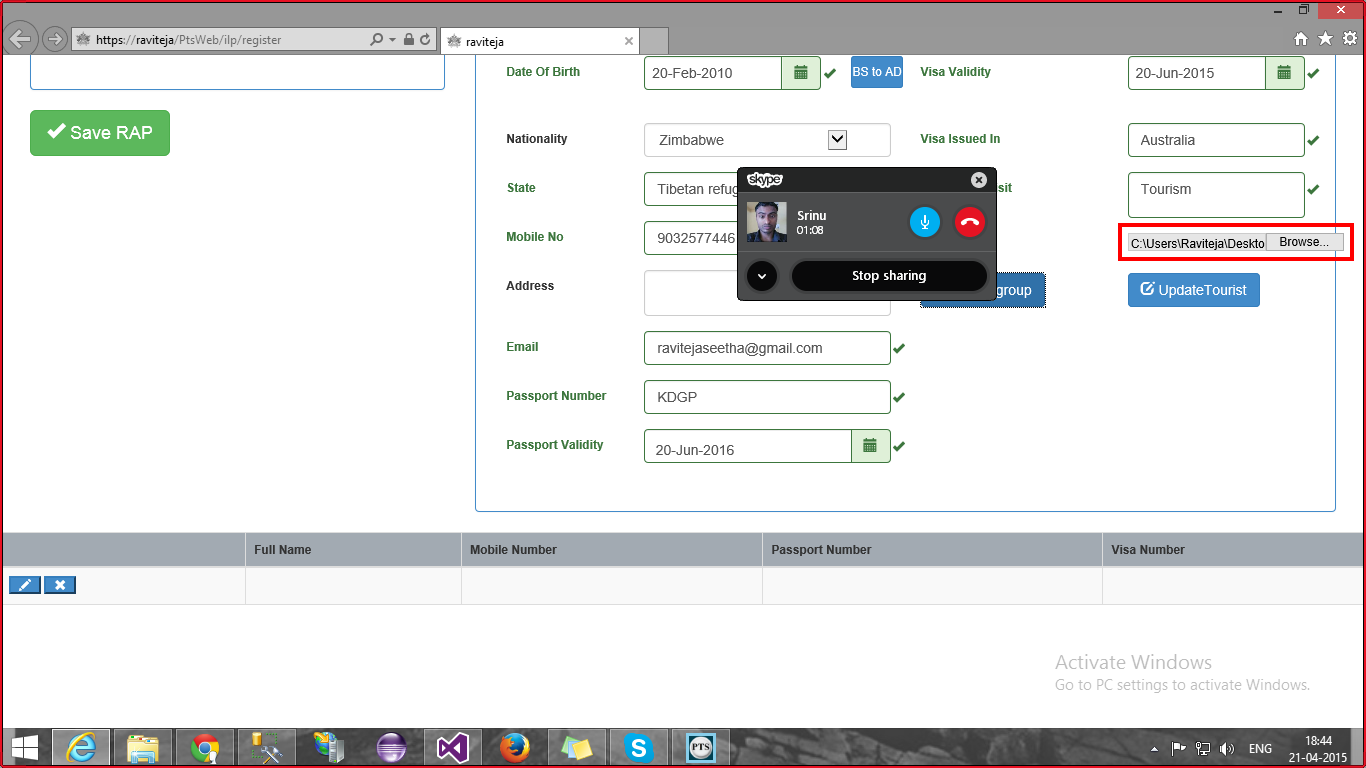 https://raviteja/PtsWeb/ilp/register
raviteja
Date Of Birth
20-Feb-2010
BS to AD
Visa Validity
20-Jun-2015
Save RAP
Nationality
Zimbabwe
Visa Issued In
Australia
skype
State
Tibetan refug
sit
Tourism
Srinu
01:08
Mobile No
9032577446
C:\Users\Raviteja\Deskto
Browse...
Stop sharing
Address
group
UpdateTourist
Email
ravitejaseetha@gmail.com
Passport Number
KDGP
Passport Validity
20-Jun-2016
Full Name
Mobile Number
Passport Number
Visa Number
Activate Windows
Go to PC settings to activate Windows.
PTS
ENG
18:44
21-04-2015